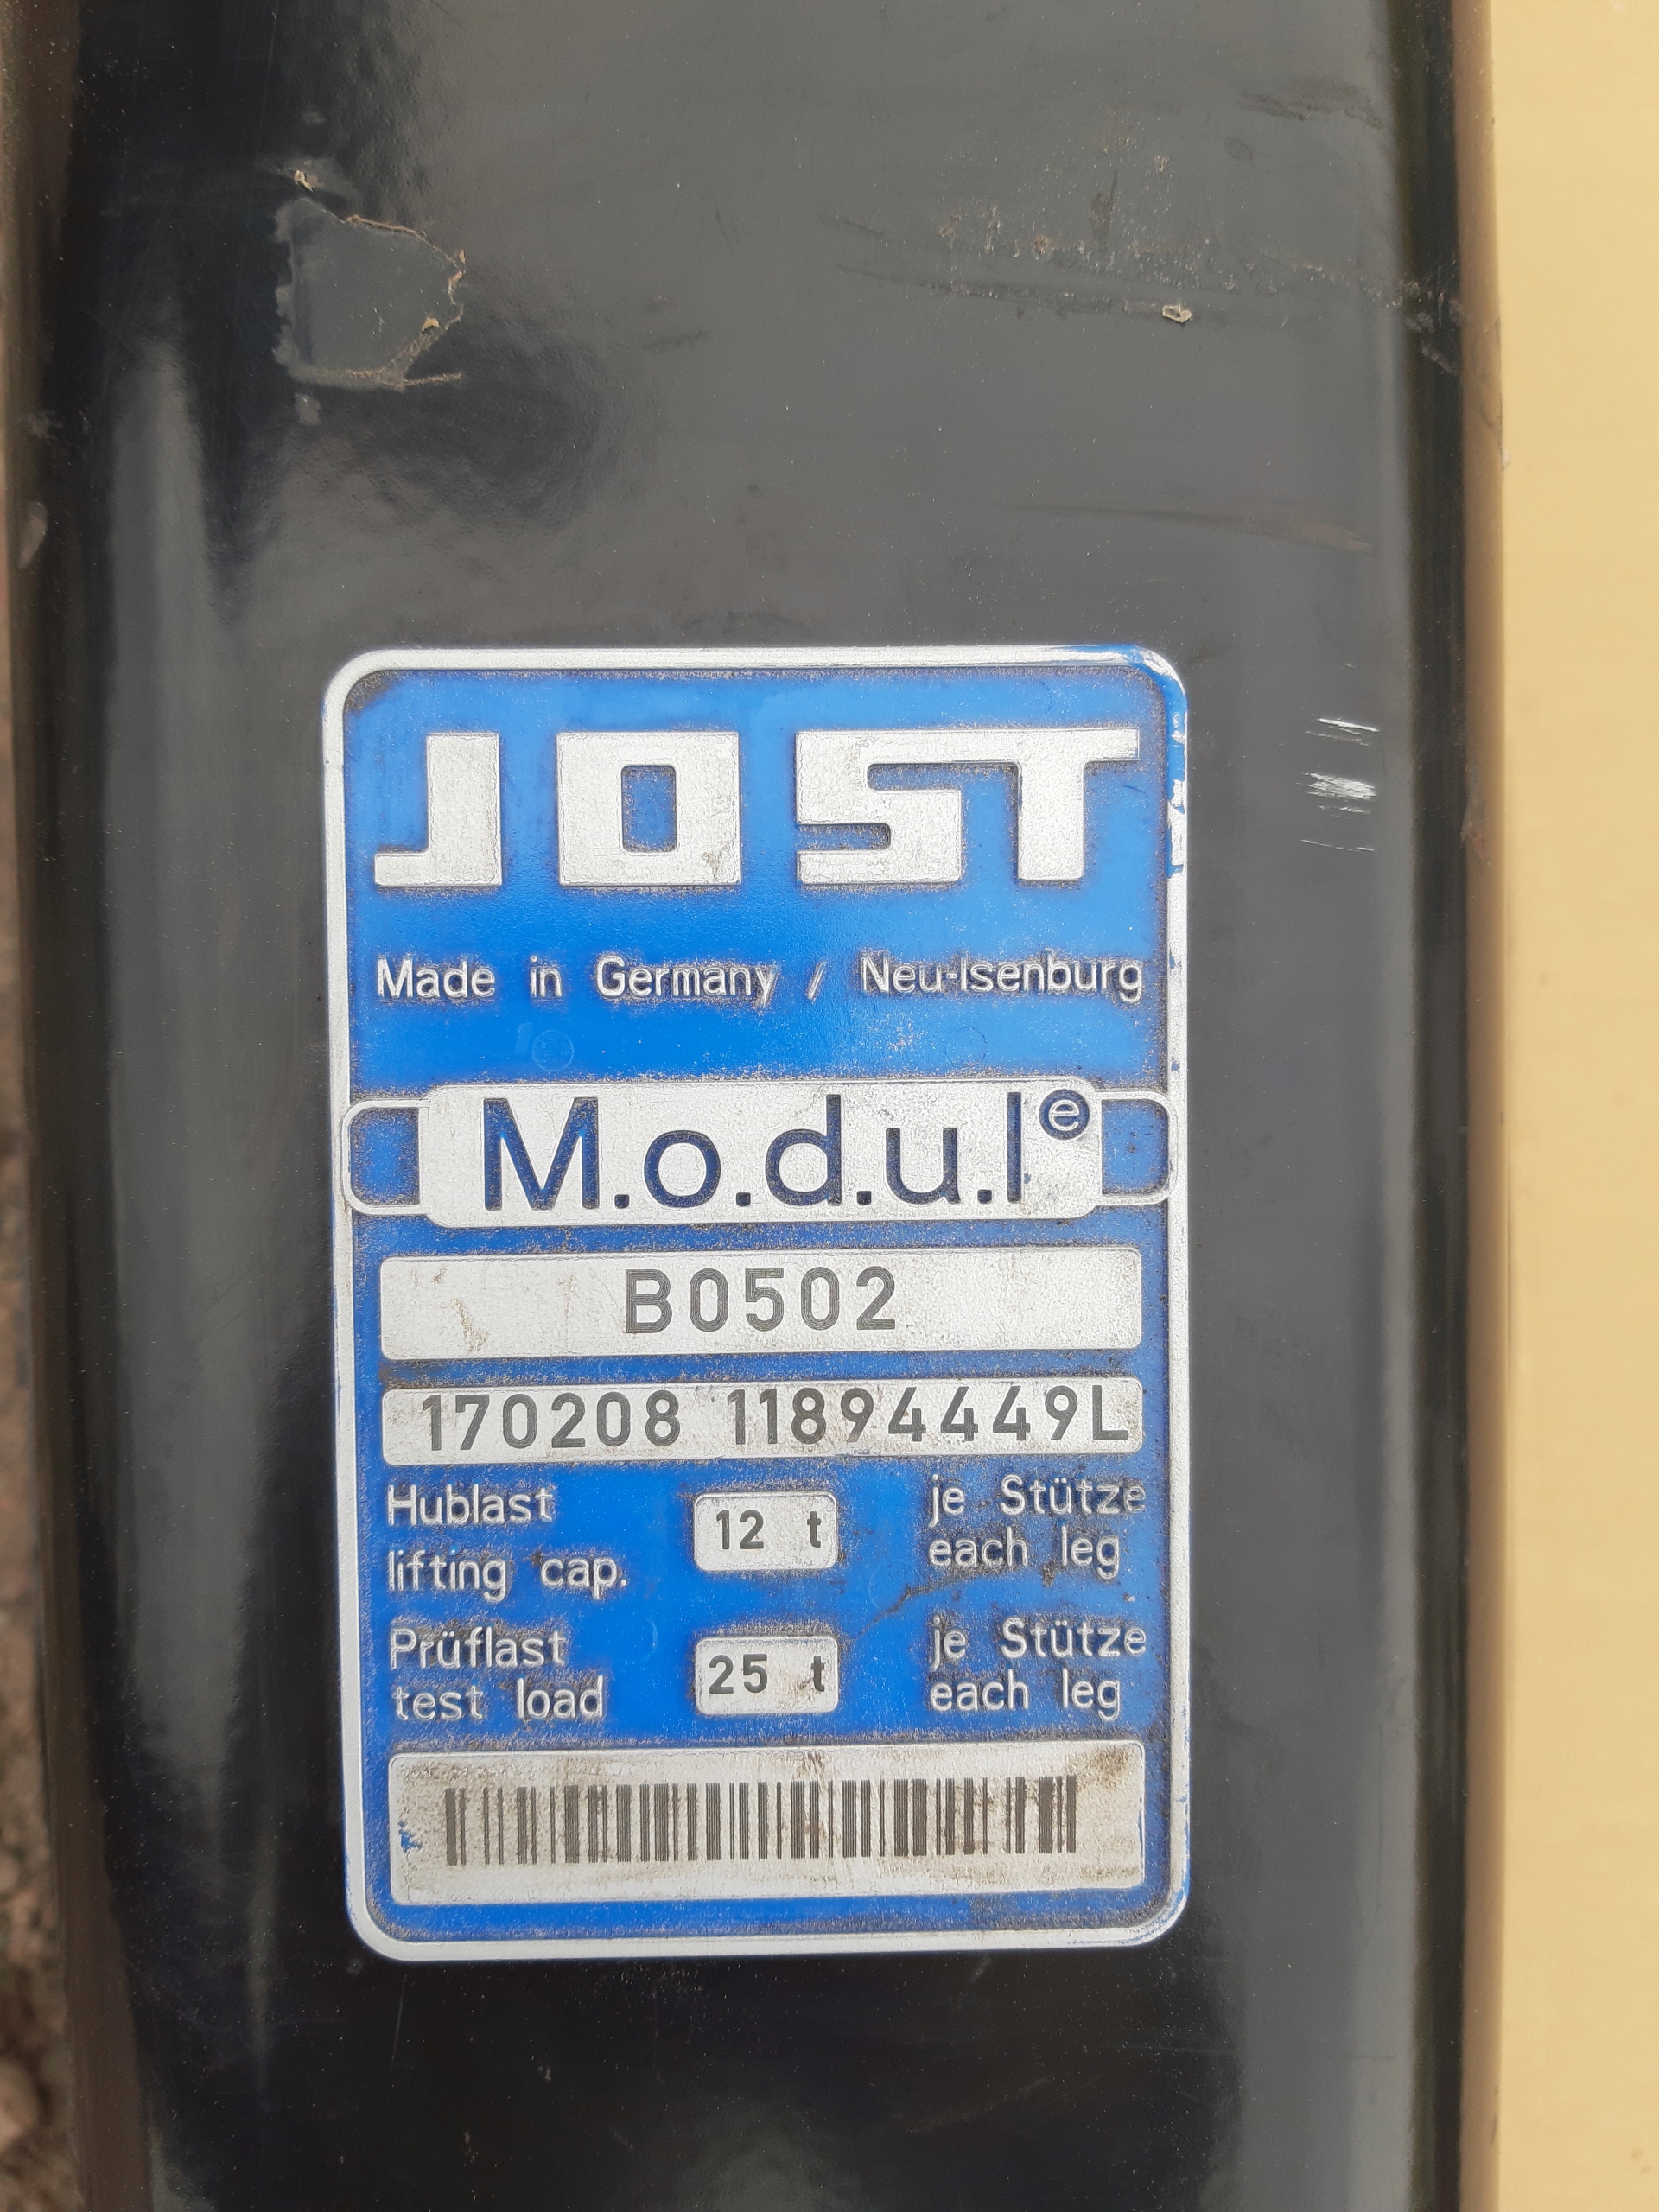 JOST
Made in Germany / Neu-Isenburg
M.o.d.u.l e
B0502
170208 11894449L
Hublast
lifting cap.
12 t
je Stütze
each leg
Prüflast
test load
25 t
je Stütze
each leg